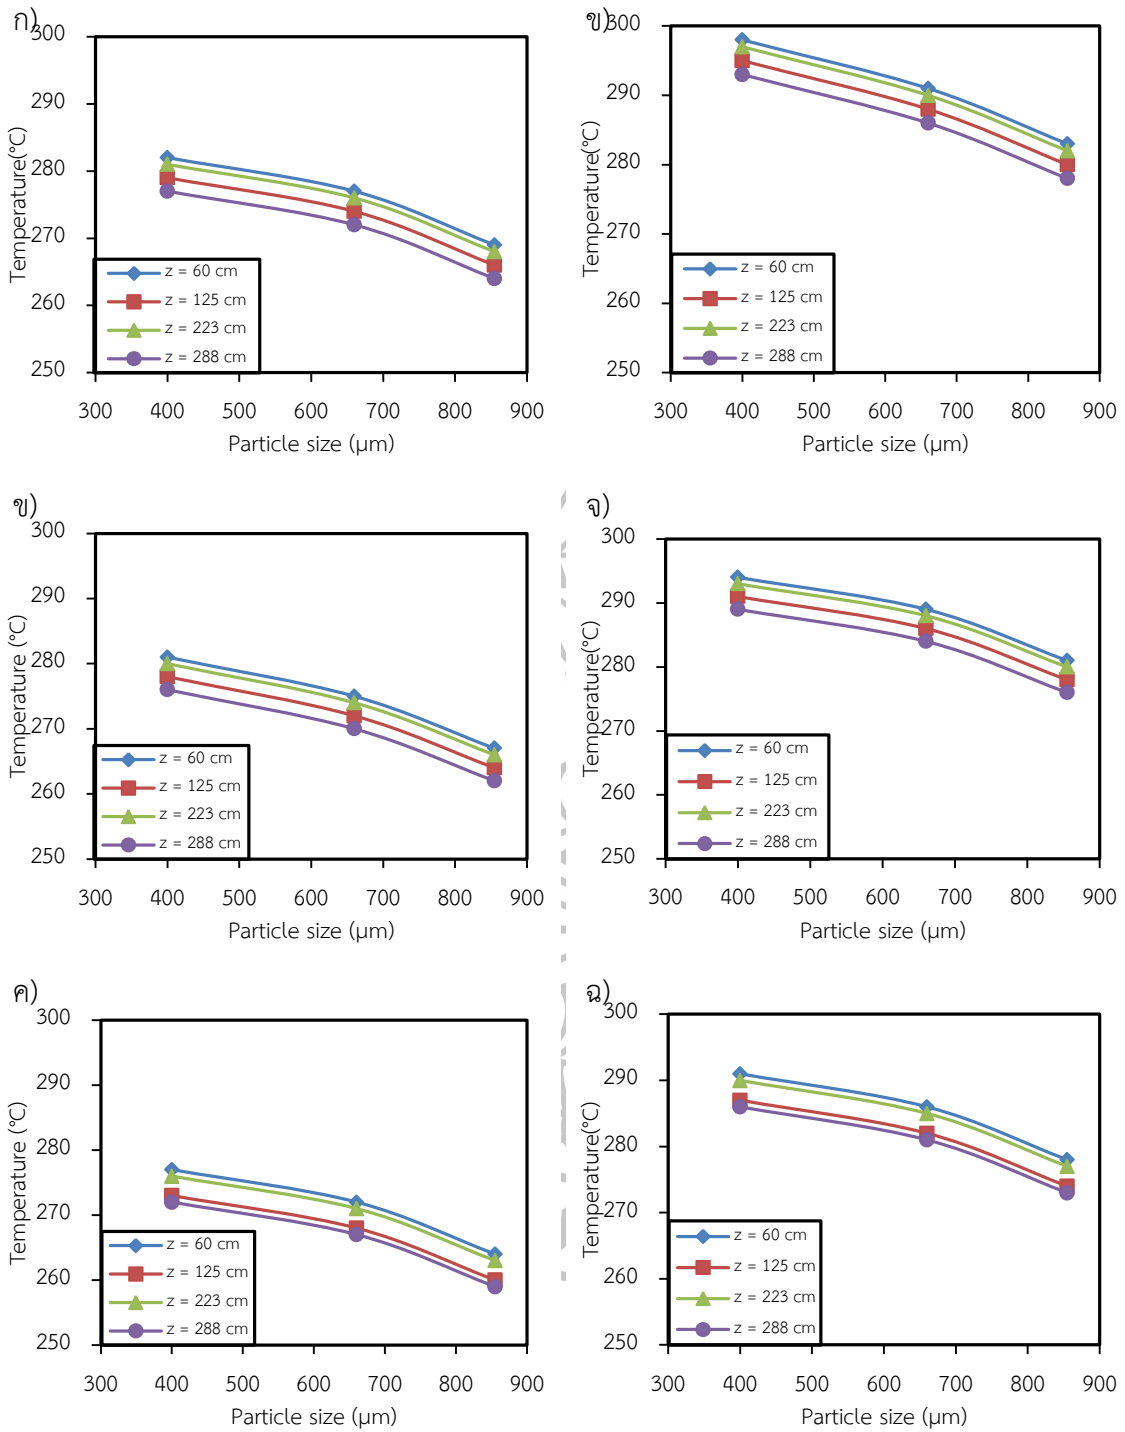 ก)
300
290
280
270
260
250
Temperature(°C)
z = 60 cm
z = 125 cm
z = 223 cm
z = 288 cm
300 400 500 600 700 800 900
Particle size (µm)
ข)
300
290
280
270
260
250
Temperature(°C)
z = 60 cm
z = 125 cm
z = 223 cm
z = 288 cm
300 400 500 600 700 800 900
Particle size (µm)
ข)
300
290
280
270
260
250
Temperature (°C)
z = 60 cm
z = 125 cm
z = 223 cm
z = 288 cm
300 400 500 600 700 800 900
Particle size (µm)
จ)
300
290
280
270
260
250
Temperature(°C)
z = 60 cm
z = 125 cm
z = 223 cm
z = 288 cm
300 400 500 600 700 800 900
Particle size (µm)
ค)
300
290
280
270
260
250
Temperature (°C)
z = 60 cm
z = 125 cm
z = 223 cm
z = 288 cm
300 400 500 600 700 800 900
Particle size (µm)
ฉ)
300
290
280
270
260
250
Temperature(°C)
z = 60 cm
z = 125 cm
z = 223 cm
z = 288 cm
300 400 500 600 700 800 900
Particle size (µm)